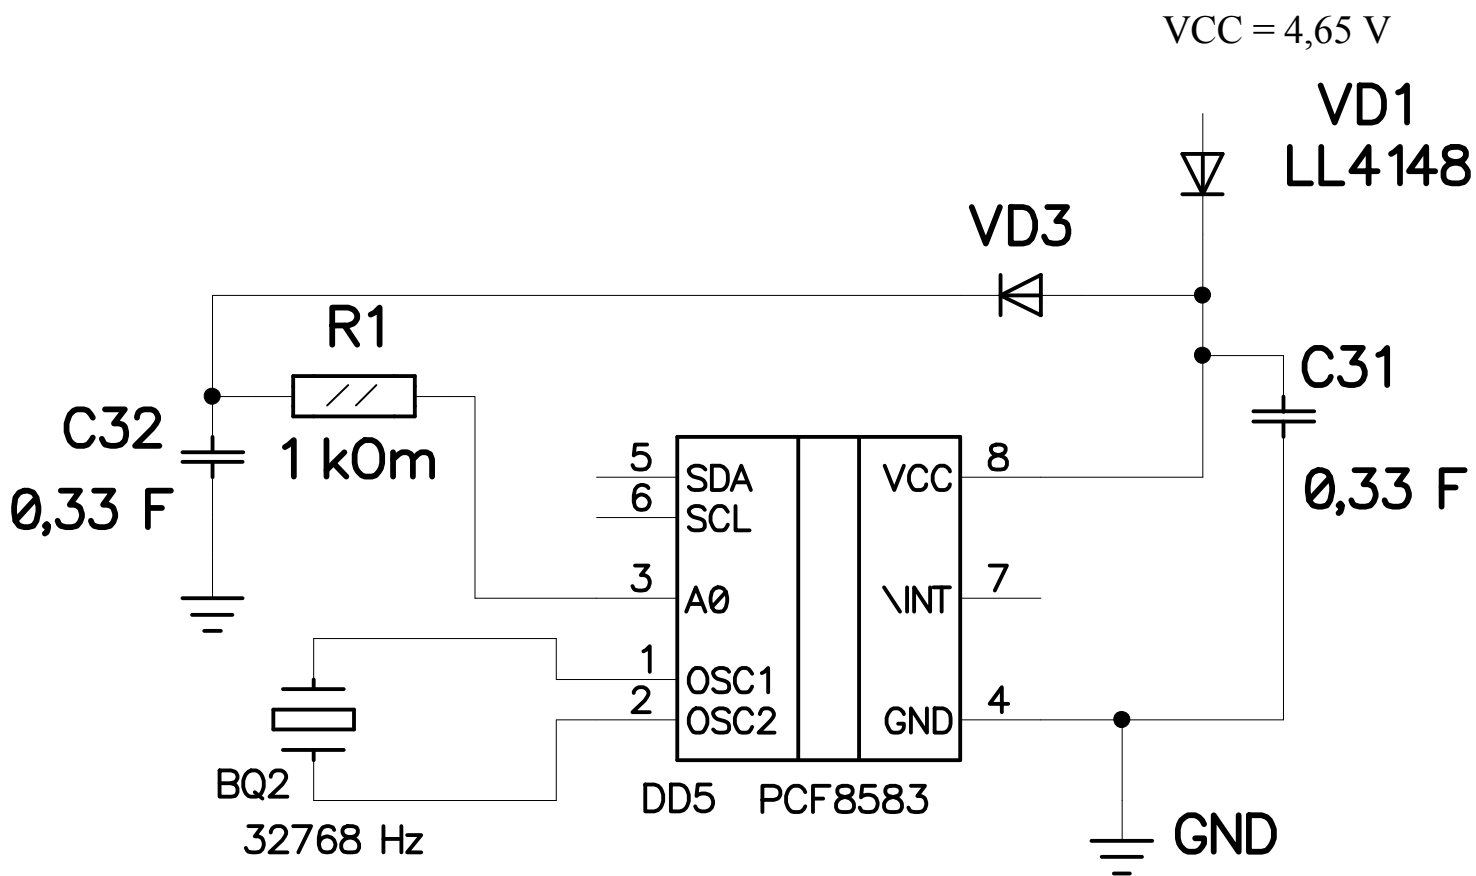 VCC = 4,65 V
VD1
LL4148
VD3
R1
C31
C32
1 kOm
0,33 F
0,33 F
5
SDA
VCC
8
6
SCL
3
A0
\INT
7
1
OSC1
2
OSC2
GND
4
BQ2
DD5 PCF8583
32768 Hz
GND